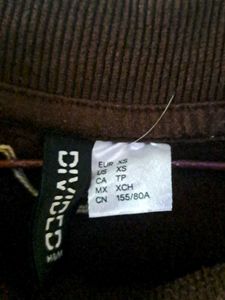 DIVIDED
H&M
EUR XS
US XS
CA TP
MX XCH
CN 155/80A